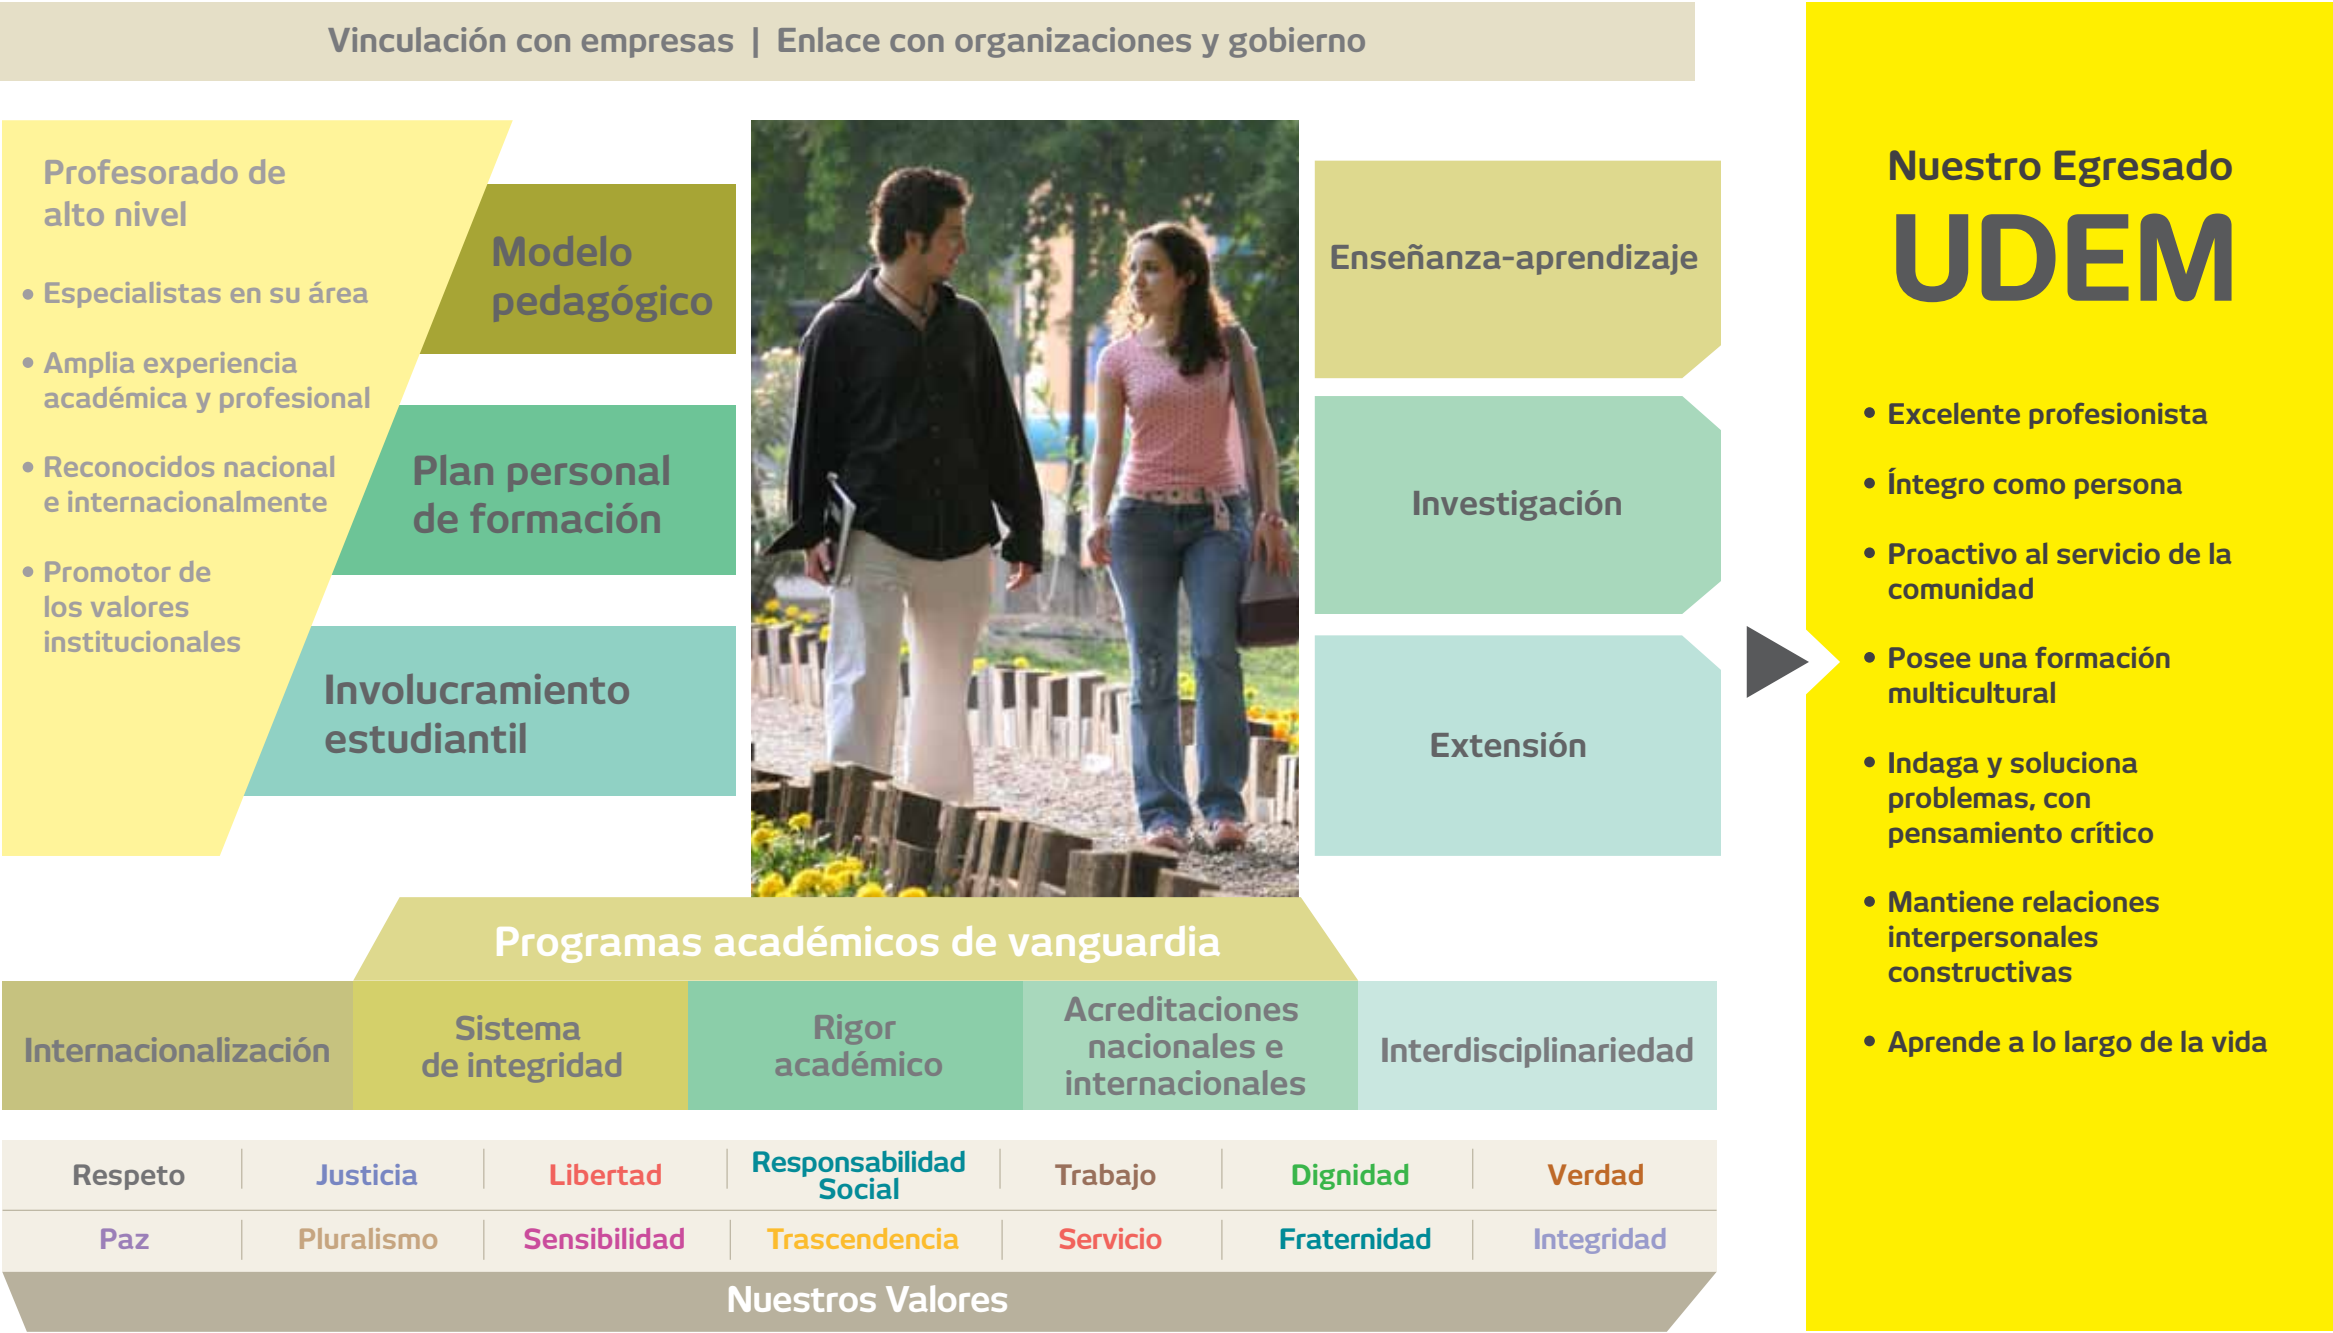 Vinculación con empresas | Enlace con organizaciones y gobierno
Profesorado de
alto nivel
• Especialistas en su área
• Amplia experiencia
académica y profesional
• Reconocidos nacional
e internacionalmente
• Promotor de
los valores
institucionales
Modelo
pedagógico
Plan personal
de formación
Involucramiento
estudiantil
Enseñanza-aprendizaje
Investigación
Extensión
Programas académicos de vanguardia
Internacionalización
Sistema
de integridad
Rigor
académico
Acreditaciones
nacionales e
internacionales
Interdisciplinariedad
Respeto
Justicia
Libertad
Responsabilidad
Social
Trabajo
Dignidad
Verdad
Paz
Pluralismo
Sensibilidad
Trascendencia
Servicio
Fraternidad
Integridad
Nuestros Valores
Nuestro Egresado
UDEM
• Excelente profesionista
• Íntegro como persona
• Proactivo al servicio de la
comunidad
• Posee una formación
multicultural
• Indaga y soluciona
problemas, con
pensamiento crítico
• Mantiene relaciones
interpersonales
constructivas
• Aprende a lo largo de la vida